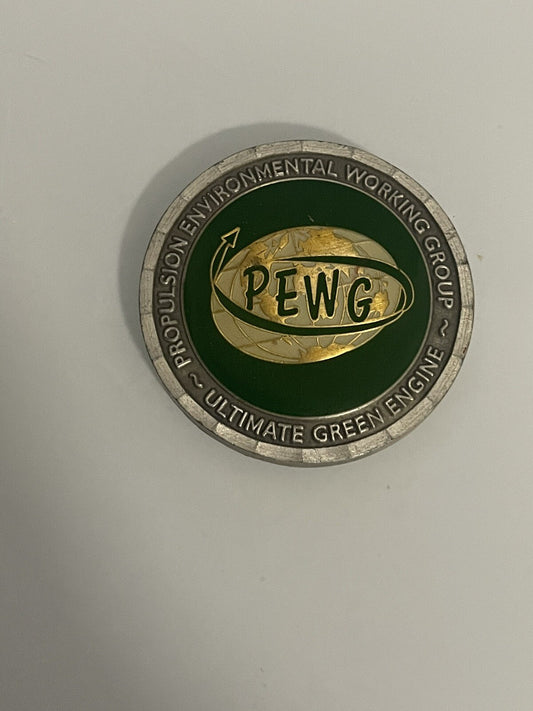 PROPULSION ENVIRONMENTAL WORKING GROUP
PEWG
~ ULTIMATE GREEN ENGINE ~